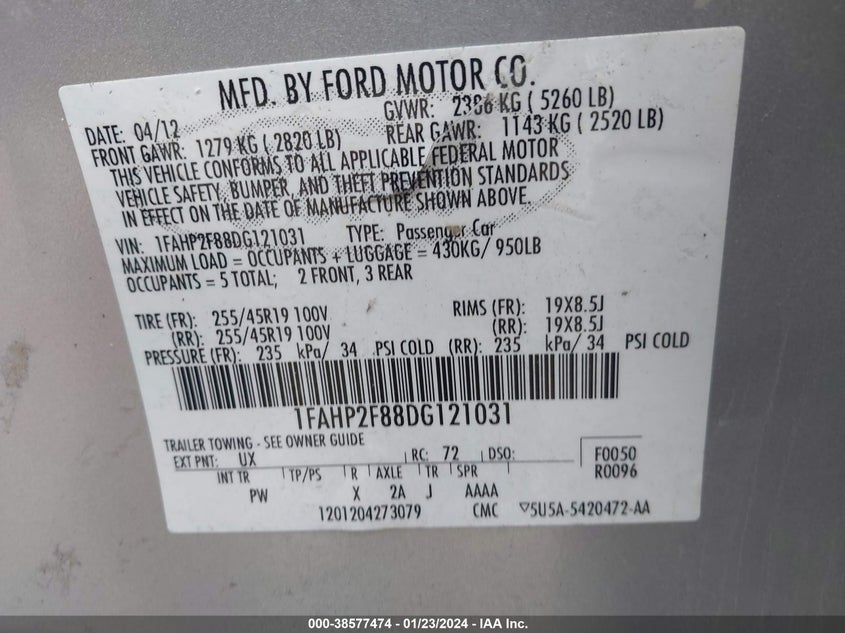 MFD. BY FORD MOTOR CO.
DATE: 04/12 GVWR: 2386 KG ( 5260 LB)
FRONT GAWR: 1279 KG ( 2820 LB) REAR GAWR: 1143 KG ( 2520 LB)
THIS VEHICLE CONFORMS TO ALL APPLICABLE FEDERAL MOTOR
VEHICLE SAFETY, BUMPER, AND THEFT PREVENTION STANDARDS
IN EFFECT ON THE DATE OF MANUFACTURE SHOWN ABOVE.
VIN: 1FAHP2F88DG121031 TYPE: Passenger Car
MAXIMUM LOAD = OCCUPANTS + LUGGAGE = 430KG/ 950LB
OCCUPANTS = 5 TOTAL; 2 FRONT, 3 REAR
TIRE (FR): 255/45R19 100V RIMS (FR): 19X8.5J
(RR): 255/45R19 100V (RR): 19X8.5J
PRESSURE (FR): 235 kPa/ 34 PSI COLD (RR): 235 kPa/ 34 PSI COLD
1FAHP2F88DG121031
TRAILER TOWING - SEE OWNER GUIDE
EXT PNT: UX RC: 72 DSO: F0050
INT TR TP/PS R AXLE TR SPR R0096
PW X 2A J AAAA
1201204273079 CMC ▽5U5A-5420472-AA
000-38577474 - 01/23/2024 - IAA Inc.